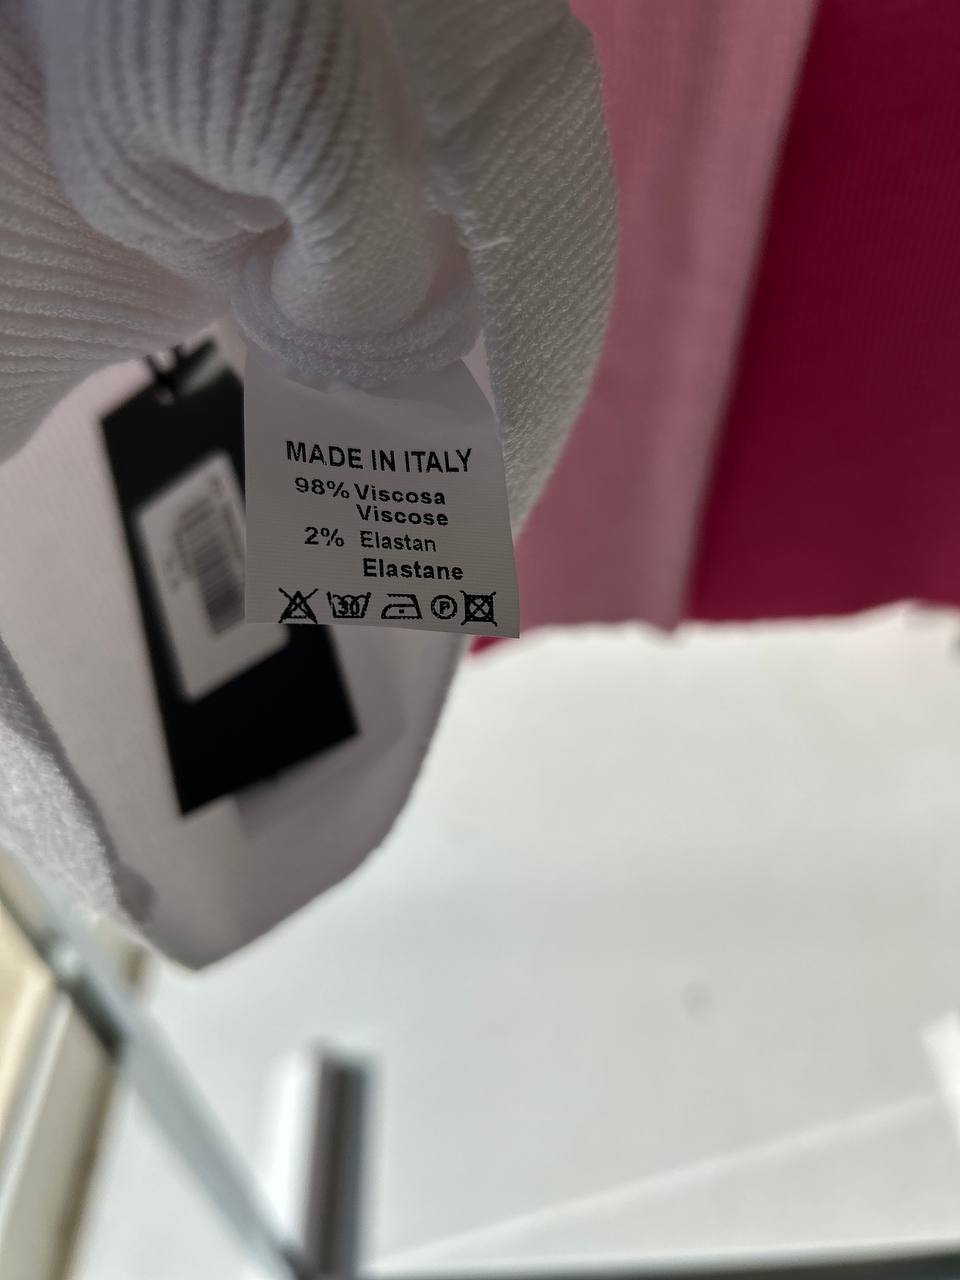 MADE IN ITALY
98% Viscosa
Viscose
2% Elastan
Elastane
30 P